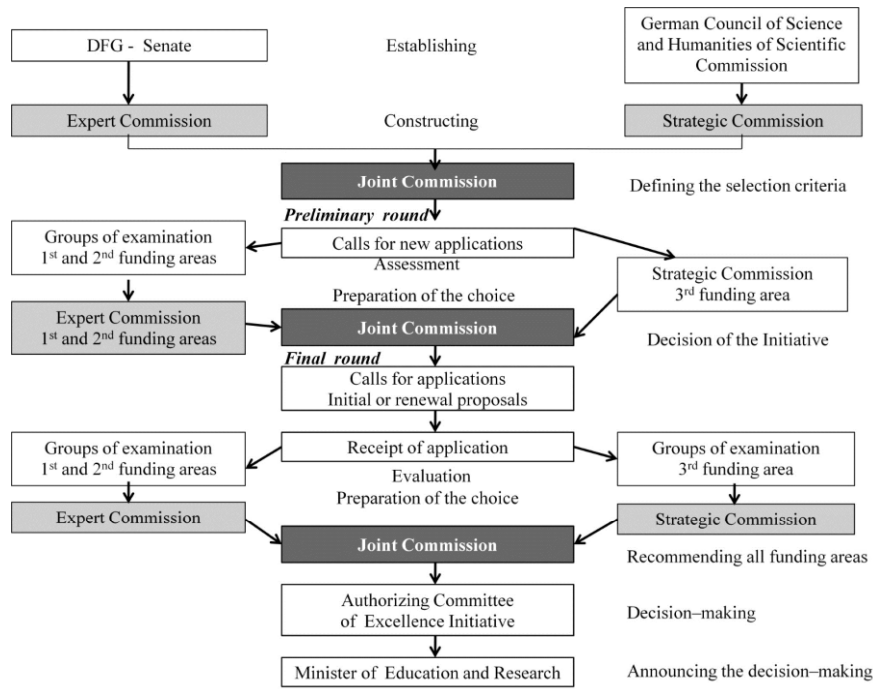 DFG - Senate
Establishing
German Council of Science
and Humanities of Scientific
Commission
Expert Commission
Constructing
Strategic Commission
Joint Commission
Defining the selection criteria
Preliminary round
Groups of examination
1st and 2nd funding areas
Calls for new applications
Assessment
Strategic Commission
3rd funding area
Preparation of the choice
Expert Commission
1st and 2nd funding areas
Joint Commission
Decision of the Initiative
Final round
Calls for applications
Initial or renewal proposals
Groups of examination
1st and 2nd funding areas
Receipt of application
Groups of examination
3rd funding area
Evaluation
Preparation of the choice
Expert Commission
Strategic Commission
Joint Commission
Recommending all funding areas
Authorizing Committee
of Excellence Initiative
Decision–making
Minister of Education and Research
Announcing the decision–making